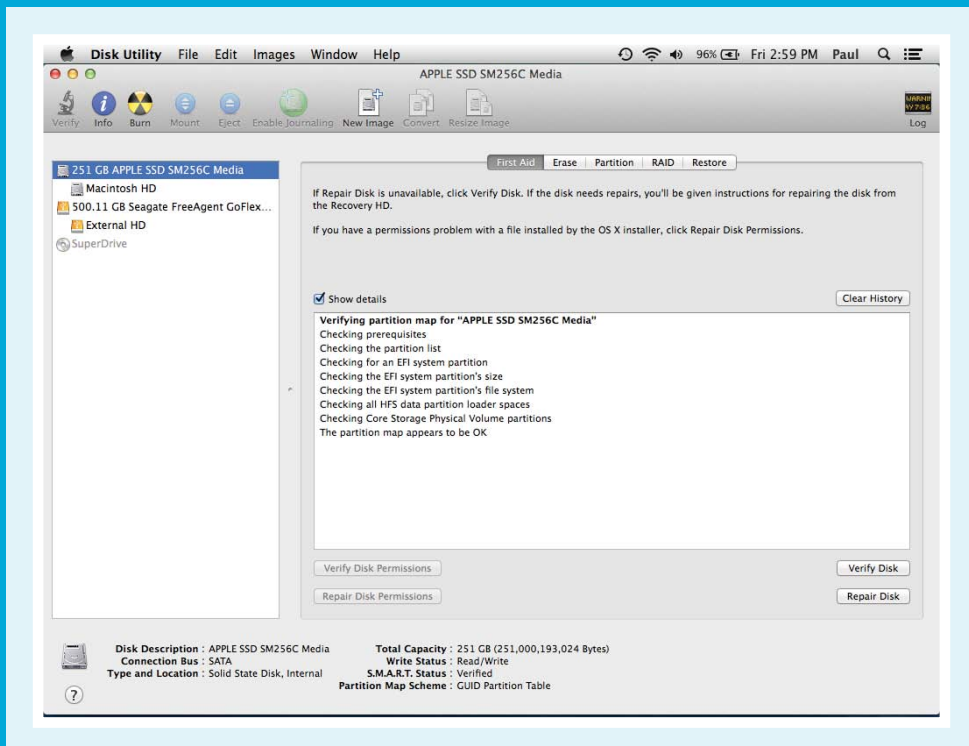 Disk Utility File Edit Images Window Help 96% Fri 2:59 PM Paul
APPLE SSD SM256C Media
Verify Info Burn Mount Eject Enable Journaling New Image Convert Resize Image Log
251 GB APPLE SSD SM256C Media
Macintosh HD
500.11 GB Seagate FreeAgent GoFlex...
External HD
SuperDrive
First Aid Erase Partition RAID Restore
If Repair Disk is unavailable, click Verify Disk. If the disk needs repairs, you'll be given instructions for repairing the disk from
the Recovery HD.
If you have a permissions problem with a file installed by the OS X installer, click Repair Disk Permissions.
Show details Clear History
Verifying partition map for "APPLE SSD SM256C Media"
Checking prerequisites
Checking the partition list
Checking for an EFI system partition
Checking the EFI system partition's size
Checking the EFI system partition's file system
Checking all HFS data partition loader spaces
Checking Core Storage Physical Volume partitions
The partition map appears to be OK
Verify Disk Permissions Verify Disk
Repair Disk Permissions Repair Disk
Disk Description : APPLE SSD SM256C Media Total Capacity : 251 GB (251,000,193,024 Bytes)
Connection Bus : SATA Write Status : Read/Write
Type and Location : Solid State Disk, Internal S.M.A.R.T. Status : Verified
Partition Map Scheme : GUID Partition Table
?